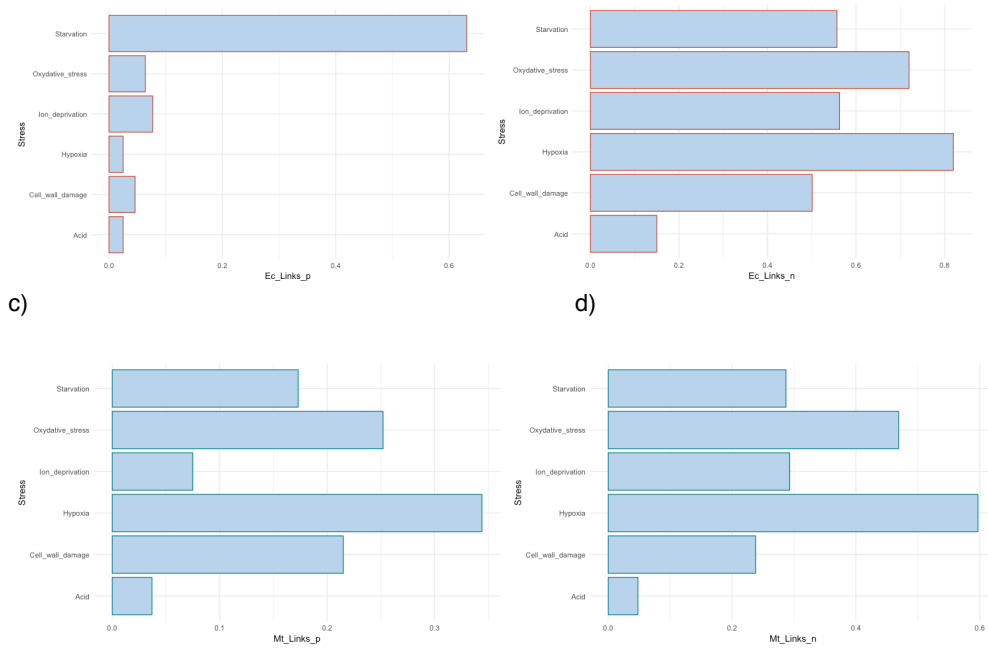 Starvation
Oxydative_stress
Ion_deprivation
Hypoxia
Cell_wall_damage
Acid
Stress
0.0 0.2 0.4 0.6
Ec_Links_p
Starvation
Oxydative_stress
Ion_deprivation
Hypoxia
Cell_wall_damage
Acid
Stress
0.0 0.2 0.4 0.6 0.8
Ec_Links_n
c)
d)
Starvation
Oxydative_stress
Ion_deprivation
Hypoxia
Cell_wall_damage
Acid
Stress
0.0 0.1 0.2 0.3
Mt_Links_p
Starvation
Oxydative_stress
Ion_deprivation
Hypoxia
Cell_wall_damage
Acid
Stress
0.0 0.2 0.4 0.6
Mt_Links_n